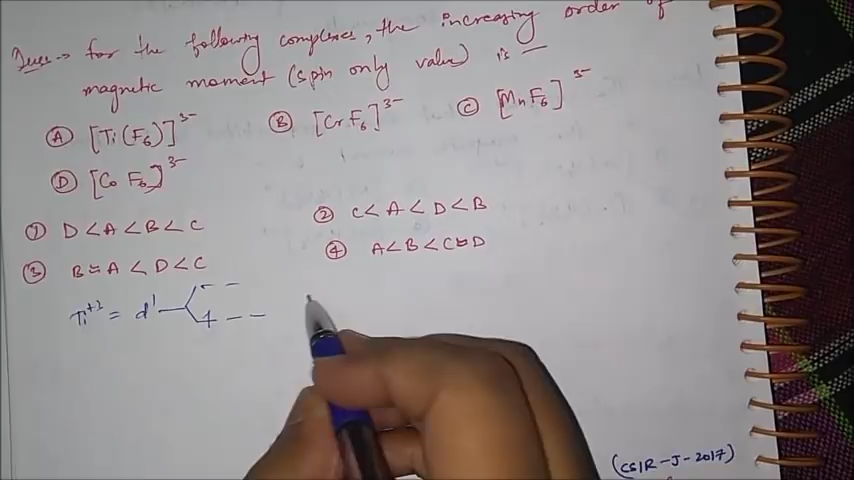 Ques → for the following complexes, the increasing order of
magnetic moment (spin only value) is —
Ⓐ [Ti(F₆)]³⁻ Ⓑ [CrF₆]³⁻ Ⓒ [MnF₆]³⁻
Ⓓ [CoF₆]³⁻
① D < A < B < C ② C < A < D < B
③ B ≈ A < D < C ④ A < B < C ≈ D
Ti⁺³ = d¹
(CSIR-J-2017)